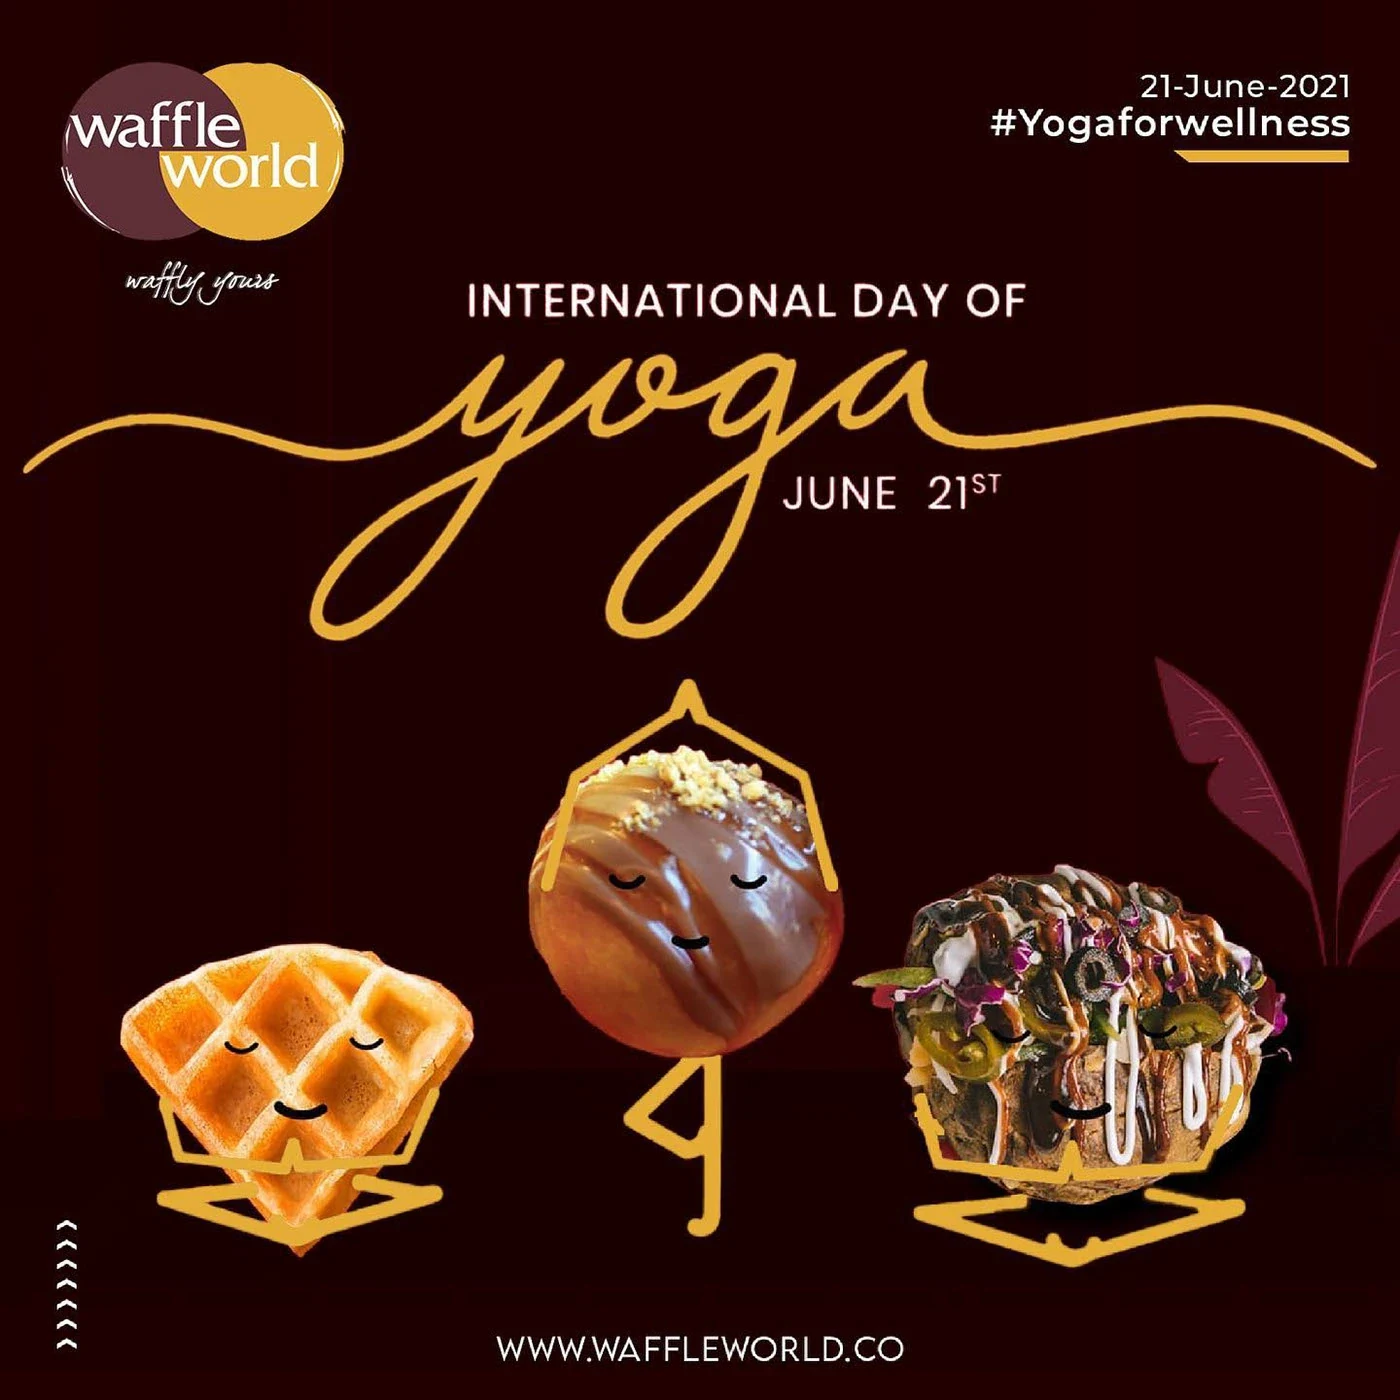 waffle
world
waffly yours
21-June-2021
#Yogaforwellness
INTERNATIONAL DAY OF
yoga
JUNE 21ST
WWW.WAFFLEWORLD.CO